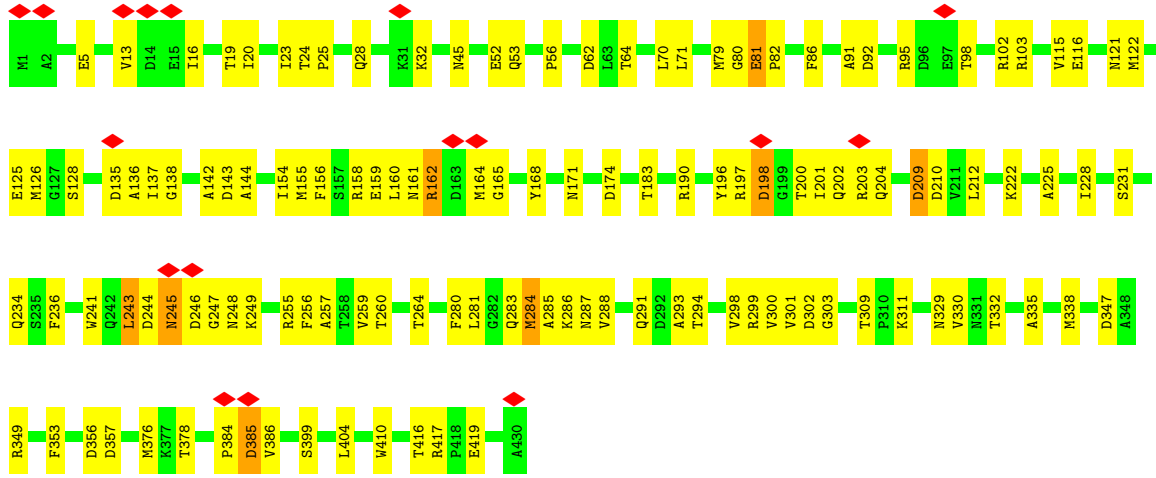 M1 A2 E5 V13 D14 E15 I16 T19 I20 I23 T24 P25 Q28 K31 K32 N45 E52 Q53 P56 D62 L63 T64 L70 L71 M79 G80 E81 P82 F86 A91 D92 R95 D96 E97 T98 R102 R103 V115 E116 N121 M122
E125 M126 G127 S128 D135 A136 I137 G138 A142 D143 A144 I154 M155 F156 S157 R158 E159 L160 N161 R162 D163 M164 G165 Y168 N171 D174 T183 R190 Y196 R197 D198 G199 T200 I201 Q202 R203 Q204 D209 D210 V211 L212 K222 A225 I228 S231
Q234 S235 F236 W241 Q242 L243 D244 N245 D246 G247 N248 K249 R255 F256 A257 T258 V259 T260 T264 F280 L281 G282 Q283 M284 A285 K286 N287 V288 Q291 D292 A293 T294 V298 R299 V300 V301 D302 G303 T309 P310 K311 N329 V330 N331 T332 A335 M338 D347 A348
R349 F353 D356 D357 M376 K377 T378 P384 D385 V386 S399 L404 W410 T416 R417 P418 E419 A430